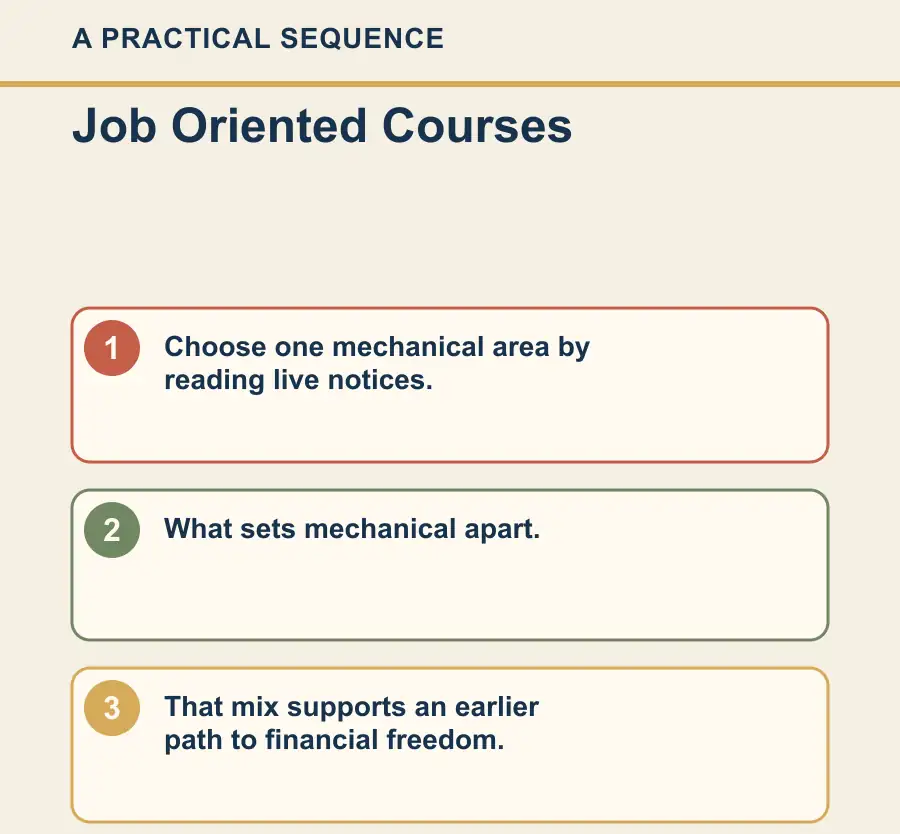 A PRACTICAL SEQUENCE
Job Oriented Courses
1
Choose one mechanical area by
reading live notices.
2
What sets mechanical apart.
3
That mix supports an earlier
path to financial freedom.